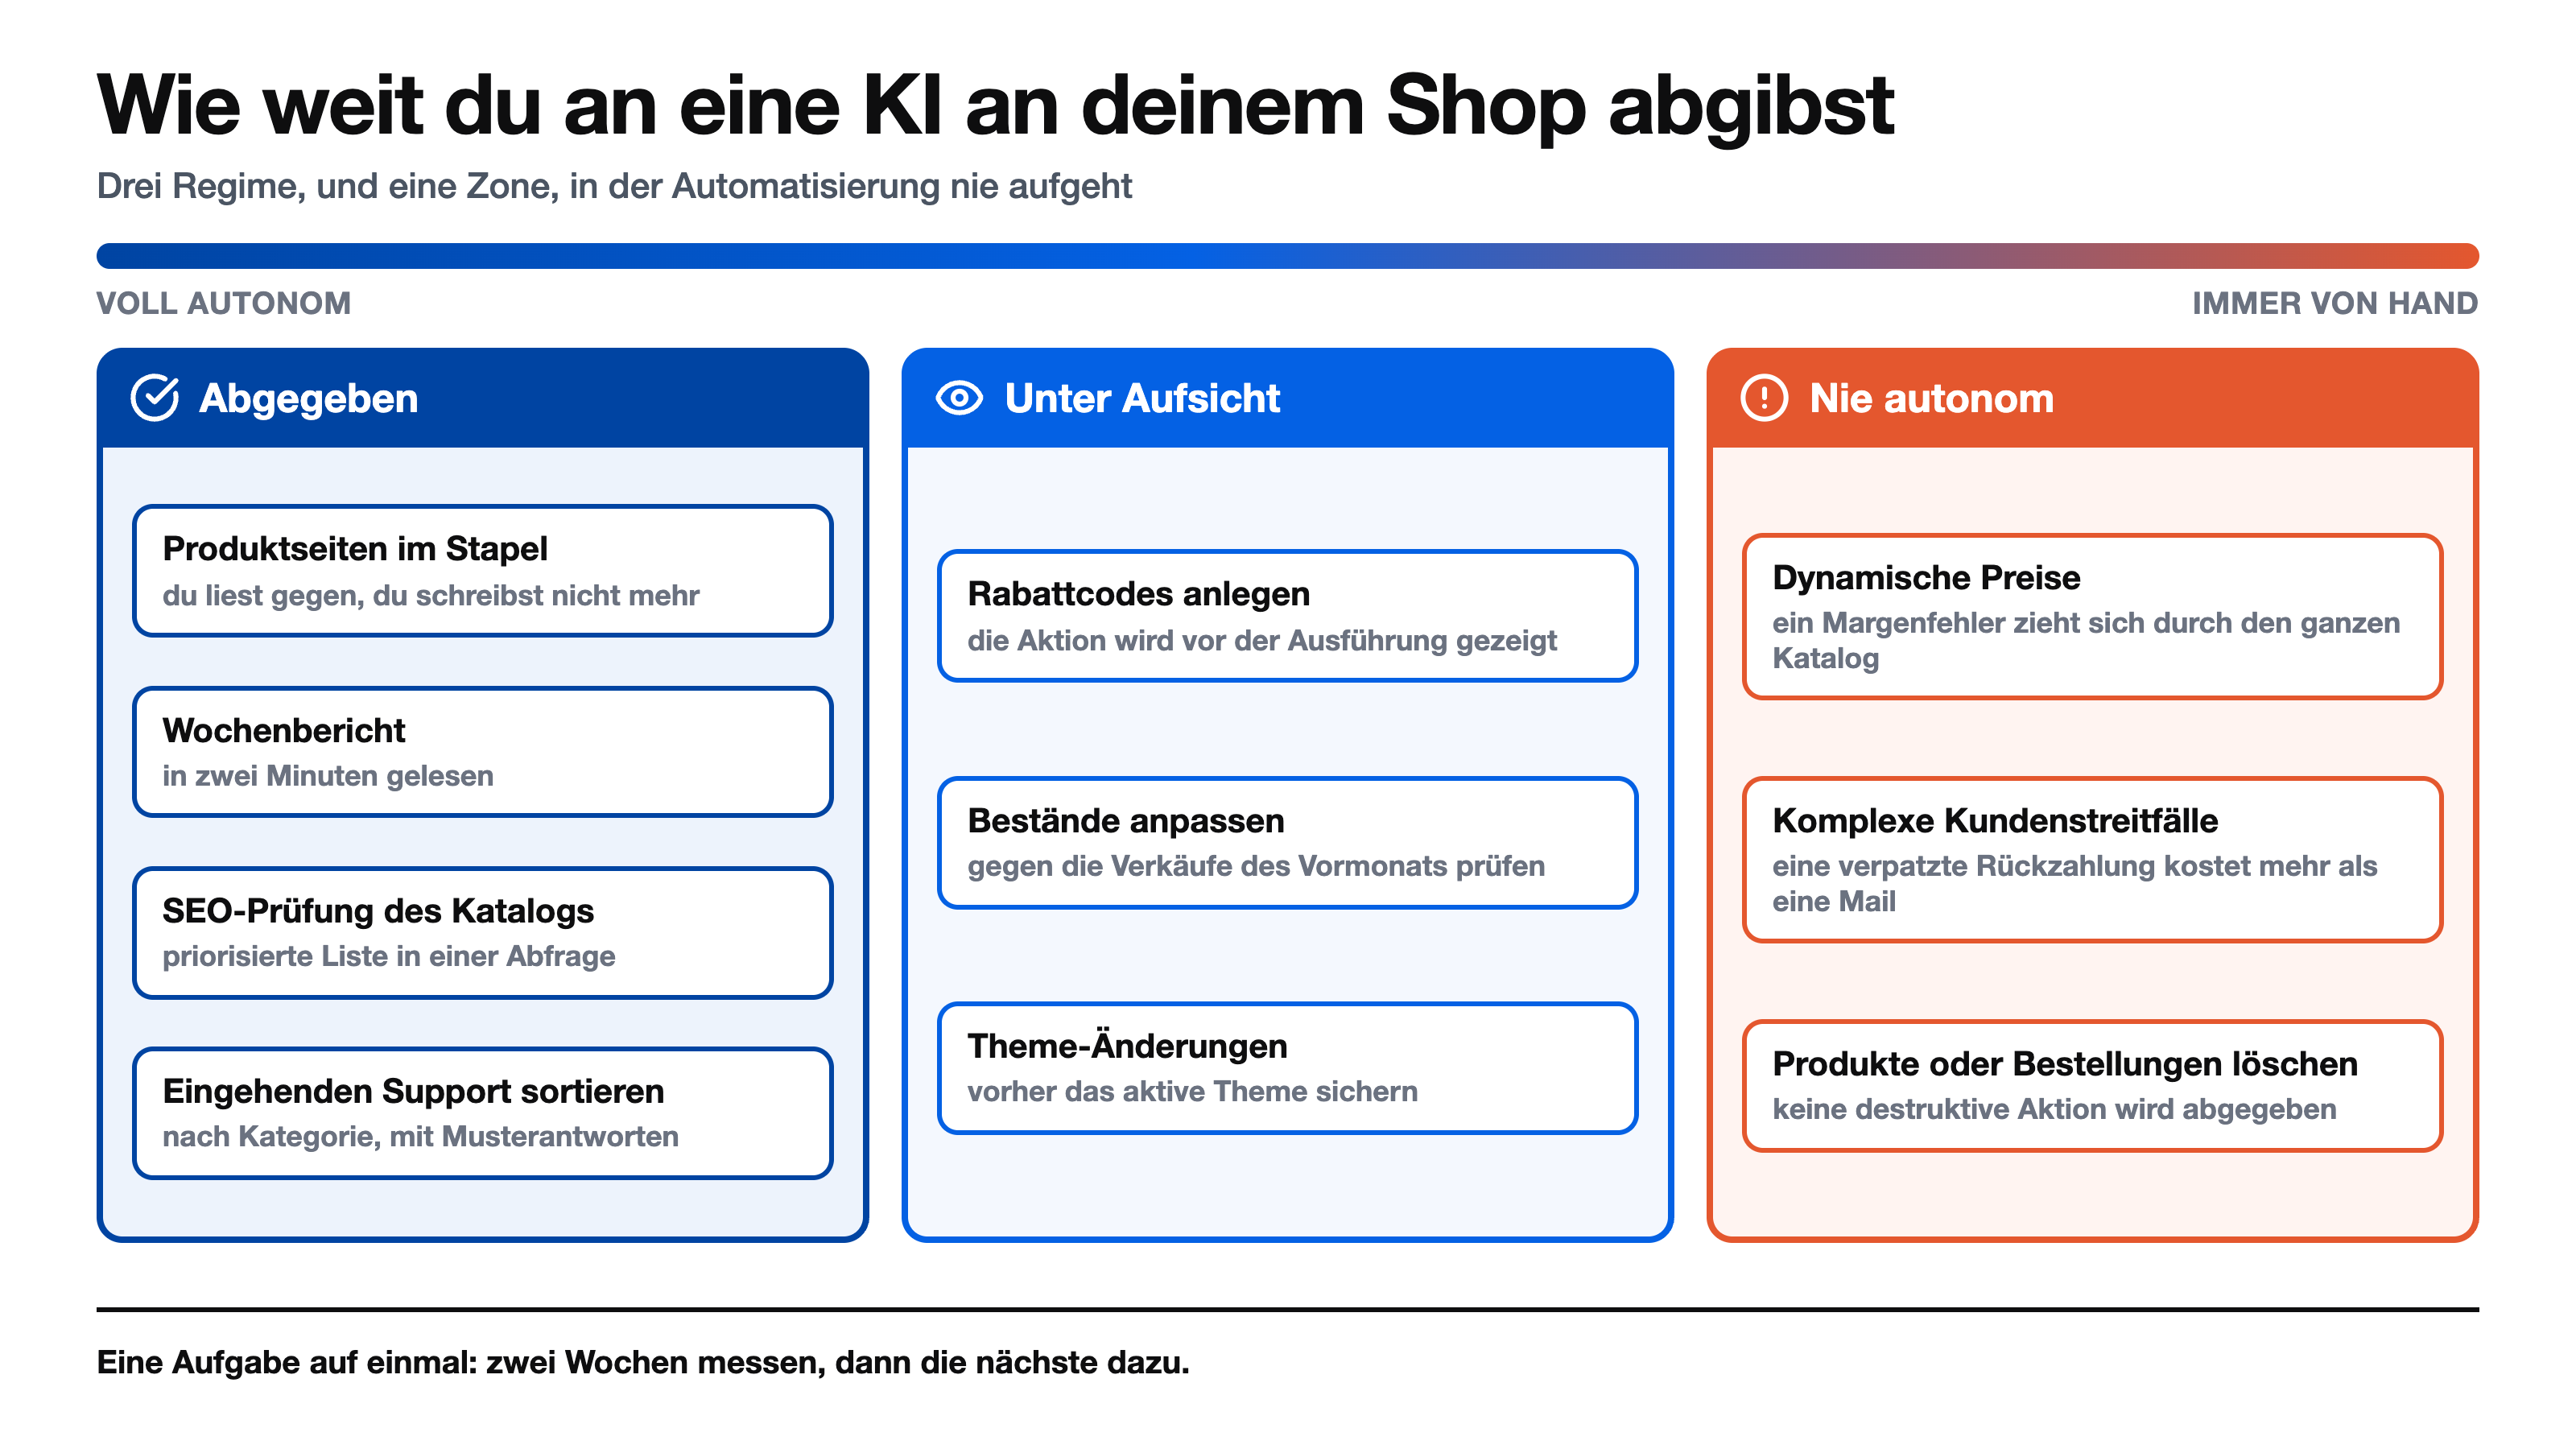 Wie weit du an eine KI an deinem Shop abgibst
Drei Regime, und eine Zone, in der Automatisierung nie aufgeht
VOLL AUTONOM
IMMER VON HAND
Abgegeben
Produktseiten im Stapel
du liest gegen, du schreibst nicht mehr
Wochenbericht
in zwei Minuten gelesen
SEO-Prüfung des Katalogs
priorisierte Liste in einer Abfrage
Eingehenden Support sortieren
nach Kategorie, mit Musterantworten
Unter Aufsicht
Rabattcodes anlegen
die Aktion wird vor der Ausführung gezeigt
Bestände anpassen
gegen die Verkäufe des Vormonats prüfen
Theme-Änderungen
vorher das aktive Theme sichern
Nie autonom
Dynamische Preise
ein Margenfehler zieht sich durch den ganzen
Katalog
Komplexe Kundenstreitfälle
eine verpatzte Rückzahlung kostet mehr als
eine Mail
Produkte oder Bestellungen löschen
keine destruktive Aktion wird abgegeben
Eine Aufgabe auf einmal: zwei Wochen messen, dann die nächste dazu.